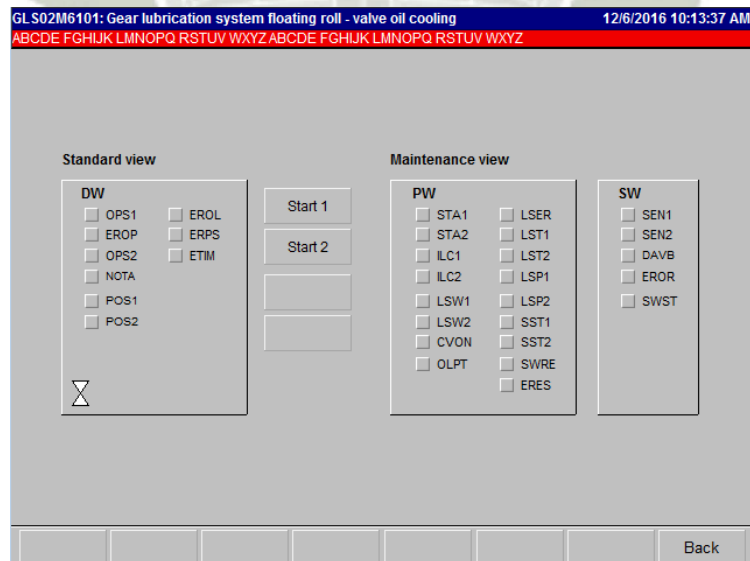 GLS02M6101: Gear lubrication system floating roll - valve oil cooling 12/6/2016 10:13:37 AM
ABCDE FGHIJK LMNOPQ RSTUV WXYZ ABCDE FGHIJK LMNOPQ RSTUV WXYZ
Standard view
DW
OPS1 EROL
EROP ERPS
OPS2 ETIM
NOTA
POS1
POS2
Start 1
Start 2
Maintenance view
PW
STA1 LSER
STA2 LST1
ILC1 LST2
ILC2 LSP1
LSW1 LSP2
LSW2 SST1
CVON SST2
OLPT SWRE
ERES
SW
SEN1
SEN2
DAVB
EROR
SWST
Back